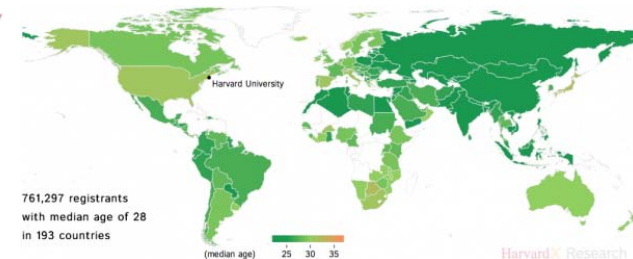 Harvard University
761,297 registrants
with median age of 28
in 193 countries
(median age)
25 30 35
HarvardX Research